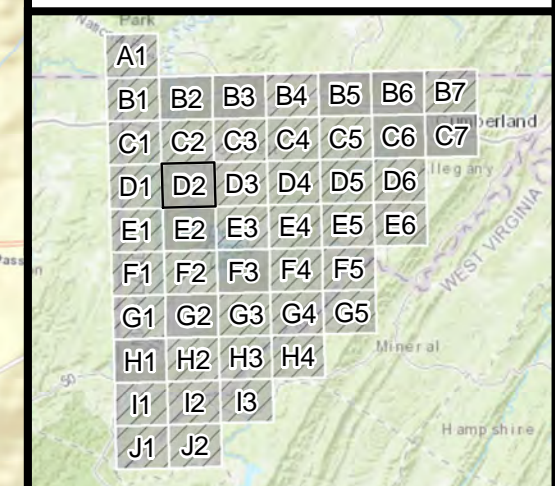 Park
A1
B1 B2 B3 B4 B5 B6 B7
C1 C2 C3 C4 C5 C6 C7
D1 D2 D3 D4 D5 D6
E1 E2 E3 E4 E5 E6
F1 F2 F3 F4 F5
WEST VIRGINIA
G1 G2 G3 G4 G5
Mineral
H1 H2 H3 H4
50
I1 I2 I3
Hampshire
J1 J2